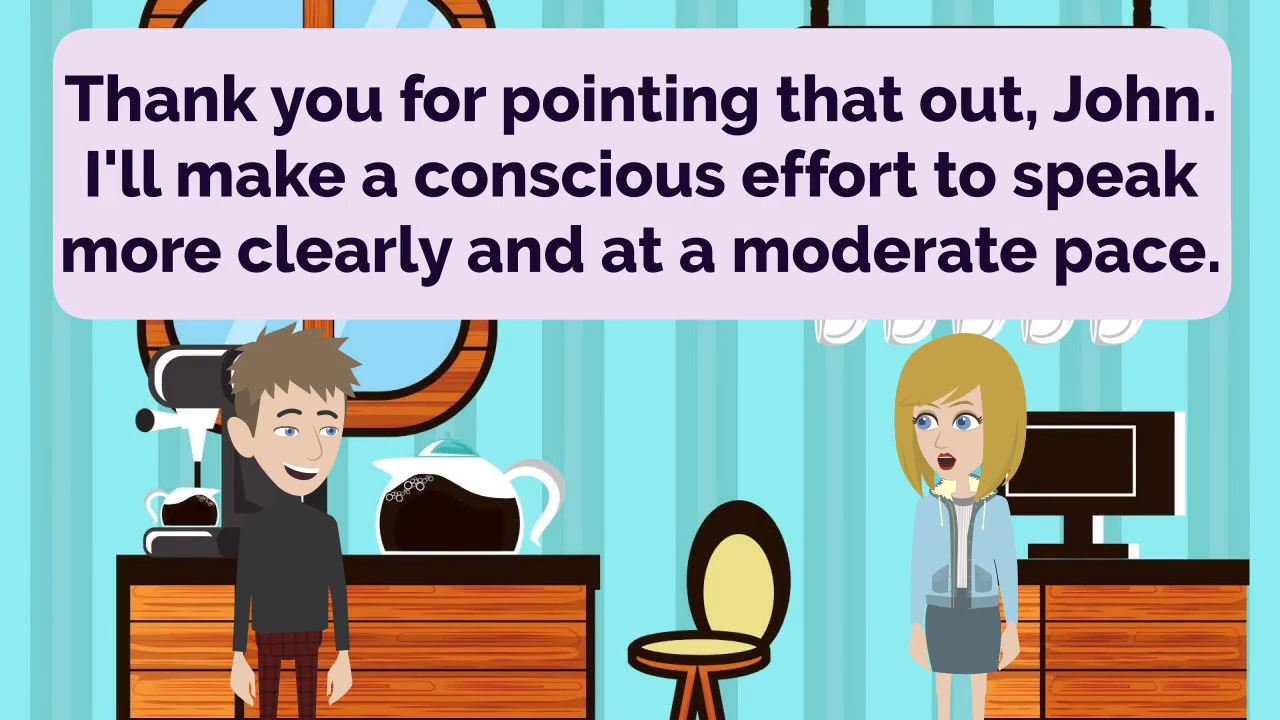 Thank you for pointing that out, John.
I'll make a conscious effort to speak
more clearly and at a moderate pace.